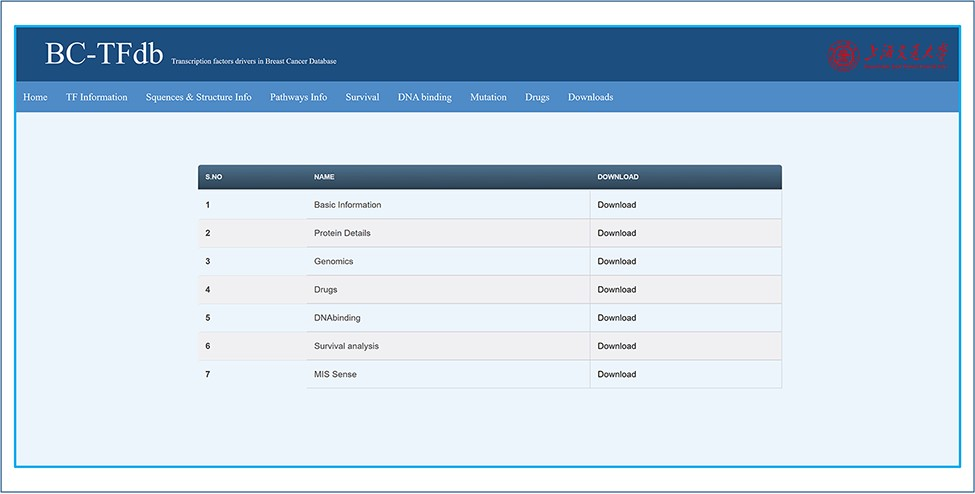 BC-TFdb Transcription factors drivers in Breast Cancer Database
上海交通大学
Home TF Information Squences & Structure Info Pathways Info Survival DNA binding Mutation Drugs Downloads
S.NO NAME DOWNLOAD
1 Basic Information Download
2 Protein Details Download
3 Genomics Download
4 Drugs Download
5 DNAbinding Download
6 Survival analysis Download
7 MIS Sense Download